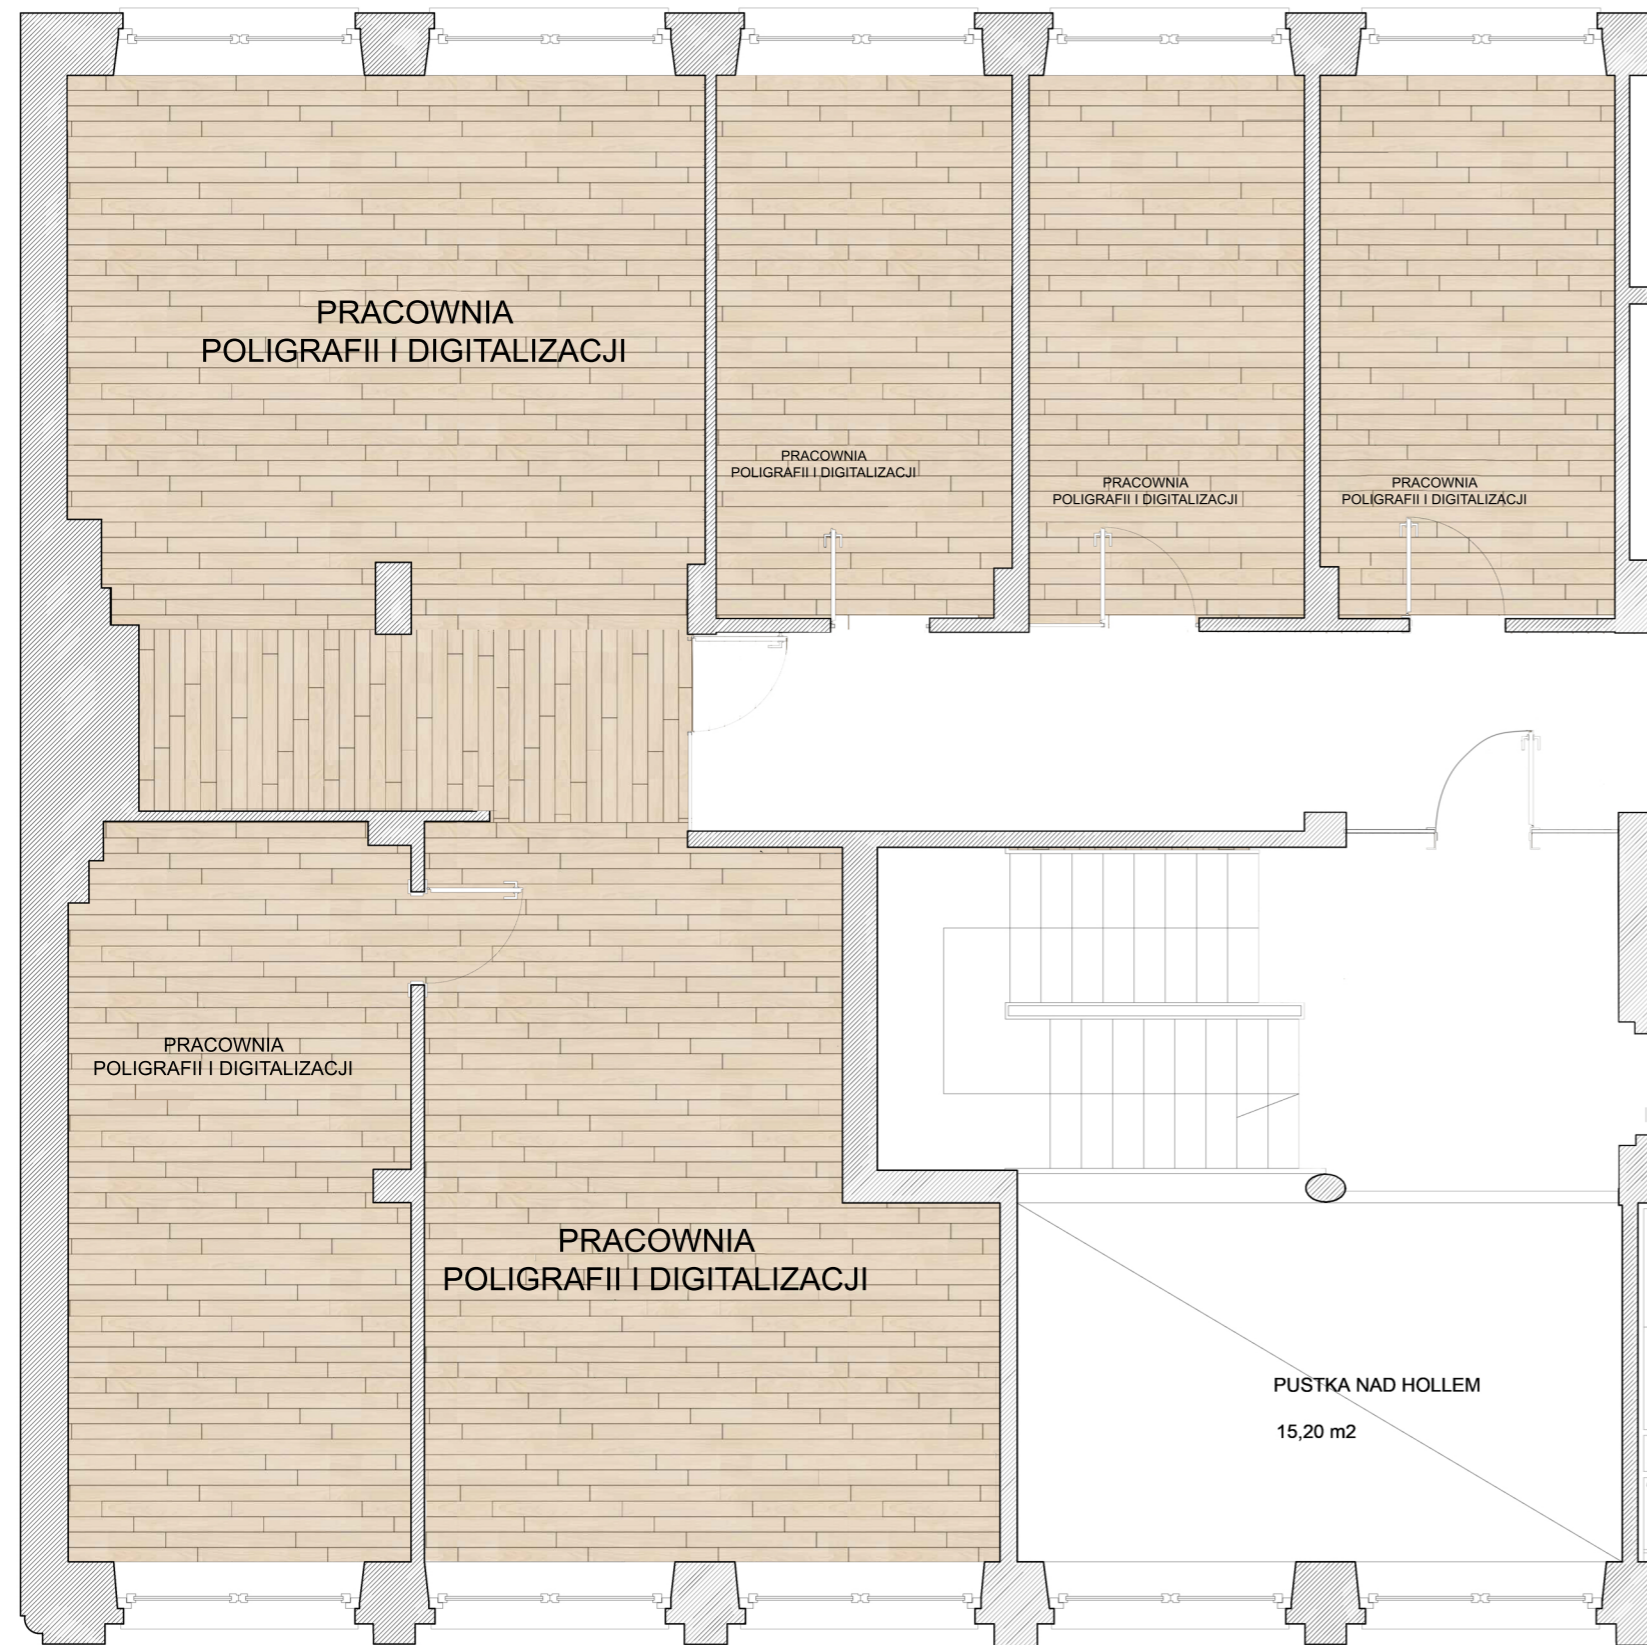 PRACOWNIA
POLIGRAFII I DIGITALIZACJI
PRACOWNIA
POLIGRAFII I DIGITALIZACJI
PRACOWNIA
POLIGRAFII I DIGITALIZACJI
PRACOWNIA
POLIGRAFII I DIGITALIZACJI
PRACOWNIA
POLIGRAFII I DIGITALIZACJI
PRACOWNIA
POLIGRAFII I DIGITALIZACJI
PUSTKA NAD HOLLEM
15,20 m2